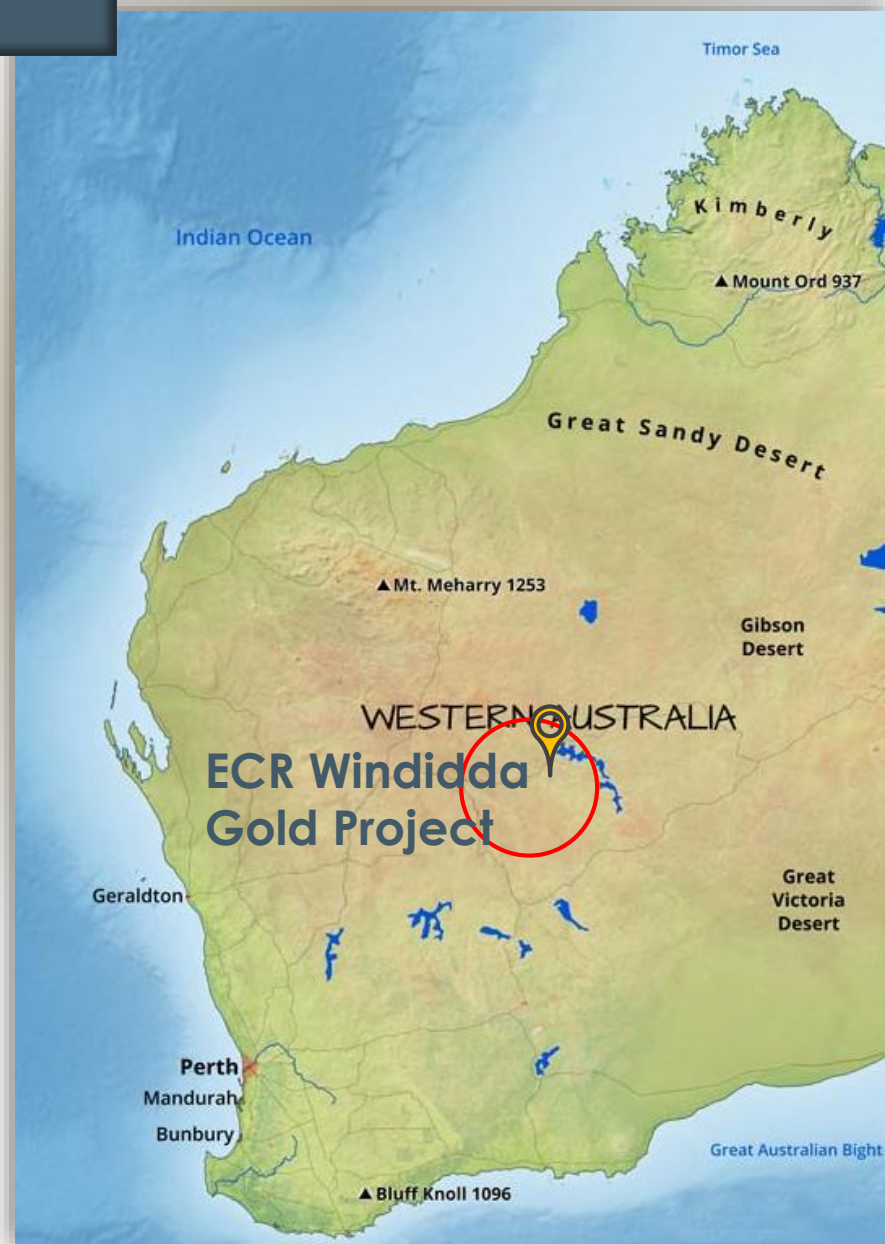 Timor Sea
Kimberly
Indian Ocean
▲ Mount Ord 937
Great Sandy Desert
▲ Mt. Meharry 1253
Gibson
Desert
WESTERN AUSTRALIA
ECR Windidda
Gold Project
Great
Victoria
Desert
Geraldton
Perth
Mandurah
Bunbury
Great Australian Bight
▲ Bluff Knoll 1096